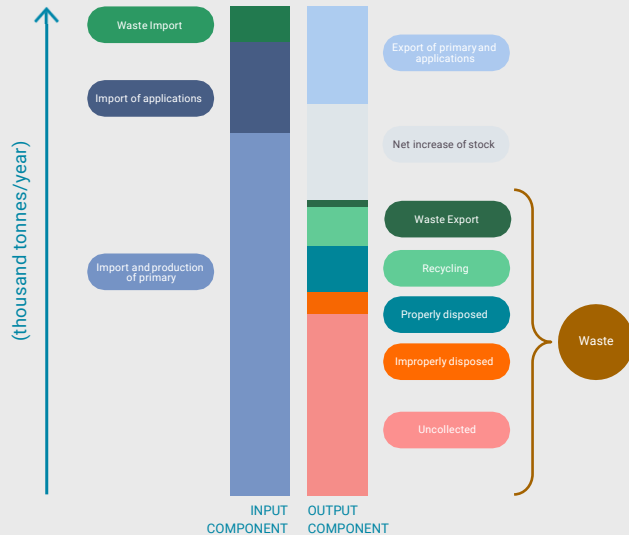 (thousand tonnes/year)
Waste Import
Import of applications
Import and production
of primary
Export of primary and
applications
Net increase of stock
Waste Export
Recycling
Properly disposed
Improperly disposed
Uncollected
Waste
INPUT
COMPONENT
OUTPUT
COMPONENT